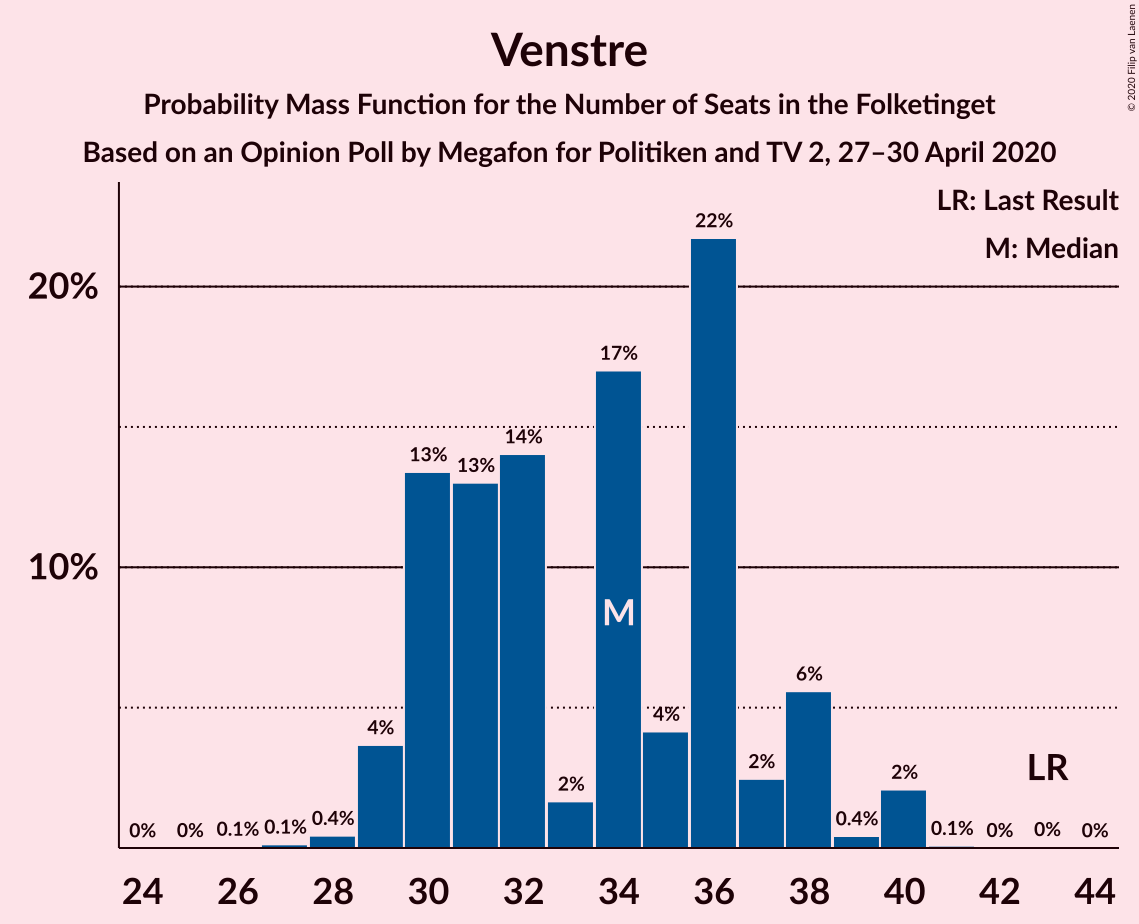 Venstre
Probability Mass Function for the Number of Seats in the Folketinget
Based on an Opinion Poll by Megafon for Politiken and TV 2, 27–30 April 2020
© 2020 Filip van Laenen
LR: Last Result
M: Median
20%
10%
0%
0%
0.1%
0.1%
0.4%
4%
13%
13%
14%
2%
17%
4%
22%
2%
6%
0.4%
2%
0.1%
0%
0%
0%
M
LR
24 26 28 30 32 34 36 38 40 42 44